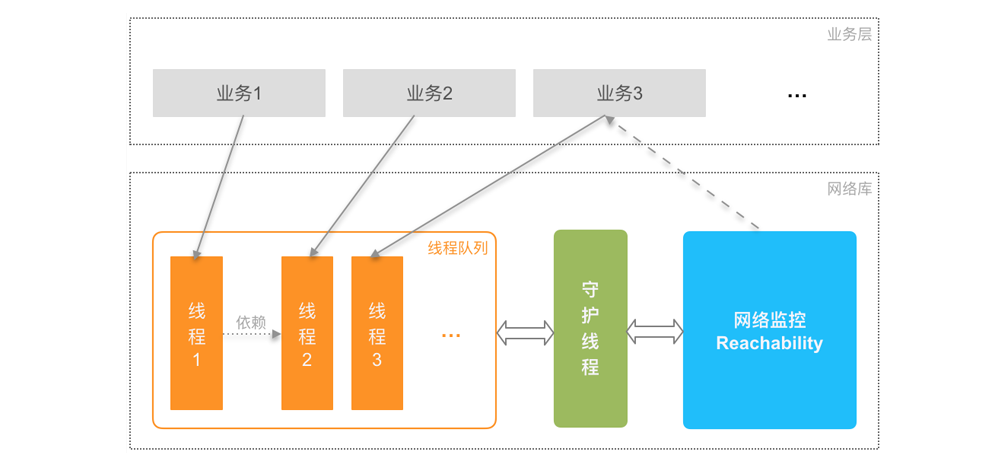 业务层
业务1
业务2
业务3
...
网络库
线程队列
线程1
依赖
线程2
线程3
...
守护线程
网络监控
Reachability